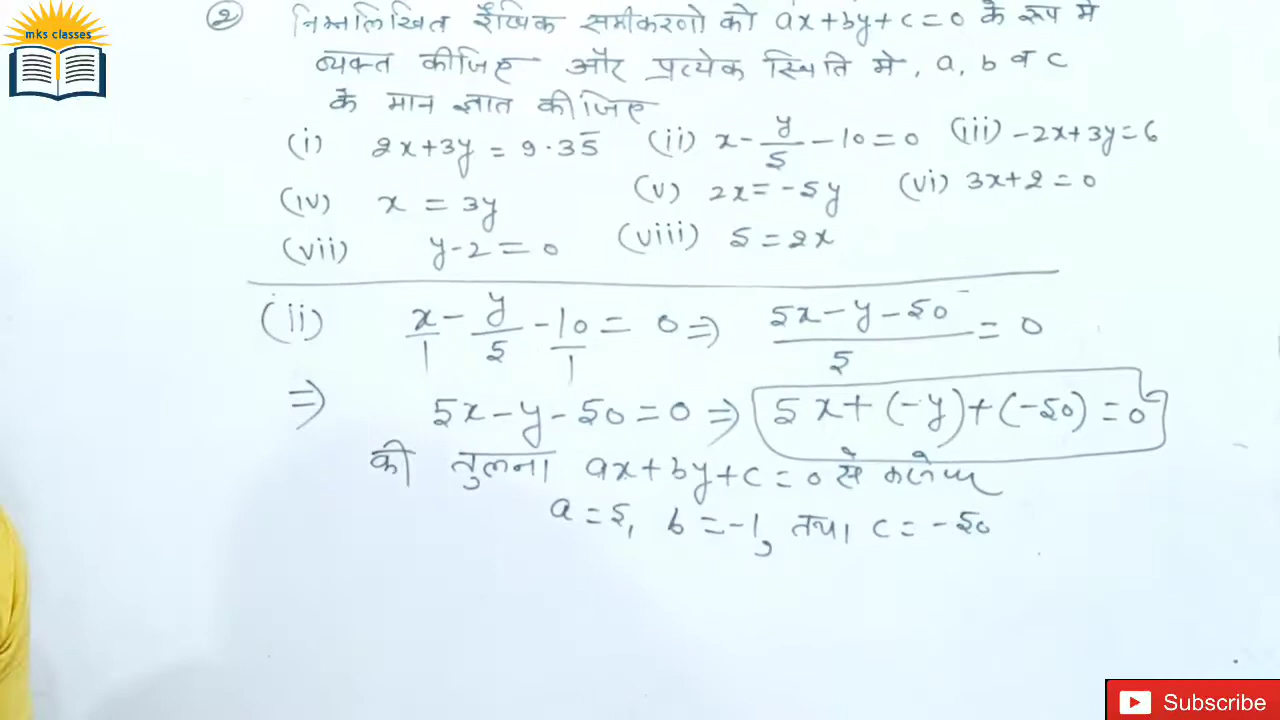 mks classes
② निम्नलिखित रैखिक समीकरणो को ax+by+c=0 के रूप मे
व्यक्त कीजिए और प्रत्येक स्थिति मे, a, b व c
के मान ज्ञात कीजिए
(i) 2x+3y = 9.35 (ii) x - y/5 - 10 = 0 (iii) -2x+3y=6
(iv) x = 3y (v) 2x = -5y (vi) 3x+2=0
(vii) y-2=0 (viii) 5=2x
(ii) x/1 - y/5 - 10/1 = 0 ⇒ (5x-y-50)/5 = 0
⇒ 5x-y-50=0 ⇒ 5x+(-y)+(-50)=0
की तुलना ax+by+c=0 से करने पर
a=5, b=-1, तथा c=-50
Subscribe